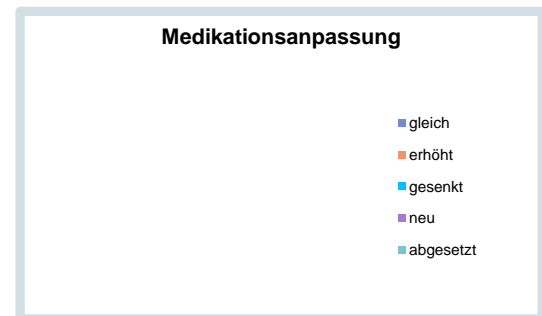 Medikationsanpassung
gleich
erhöht
gesenkt
neu
abgesetzt